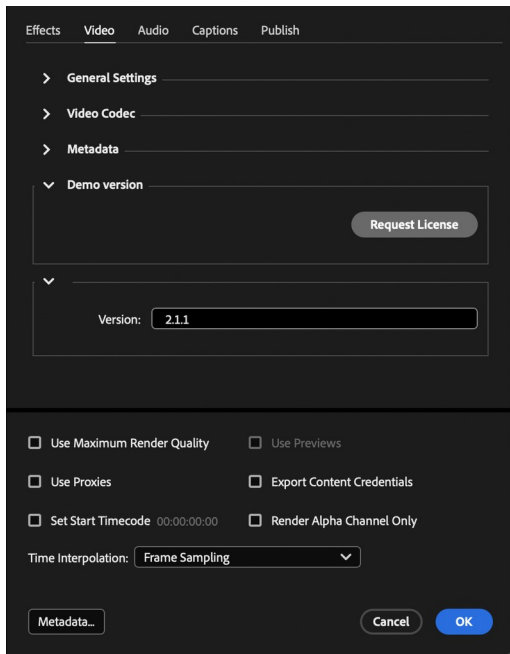 Effects Video Audio Captions Publish
General Settings
Video Codec
Metadata
Demo version
Request License
Version: 2.1.1
Use Maximum Render Quality Use Previews
Use Proxies Export Content Credentials
Set Start Timecode 00:00:00:00 Render Alpha Channel Only
Time Interpolation: Frame Sampling
Metadata... Cancel OK